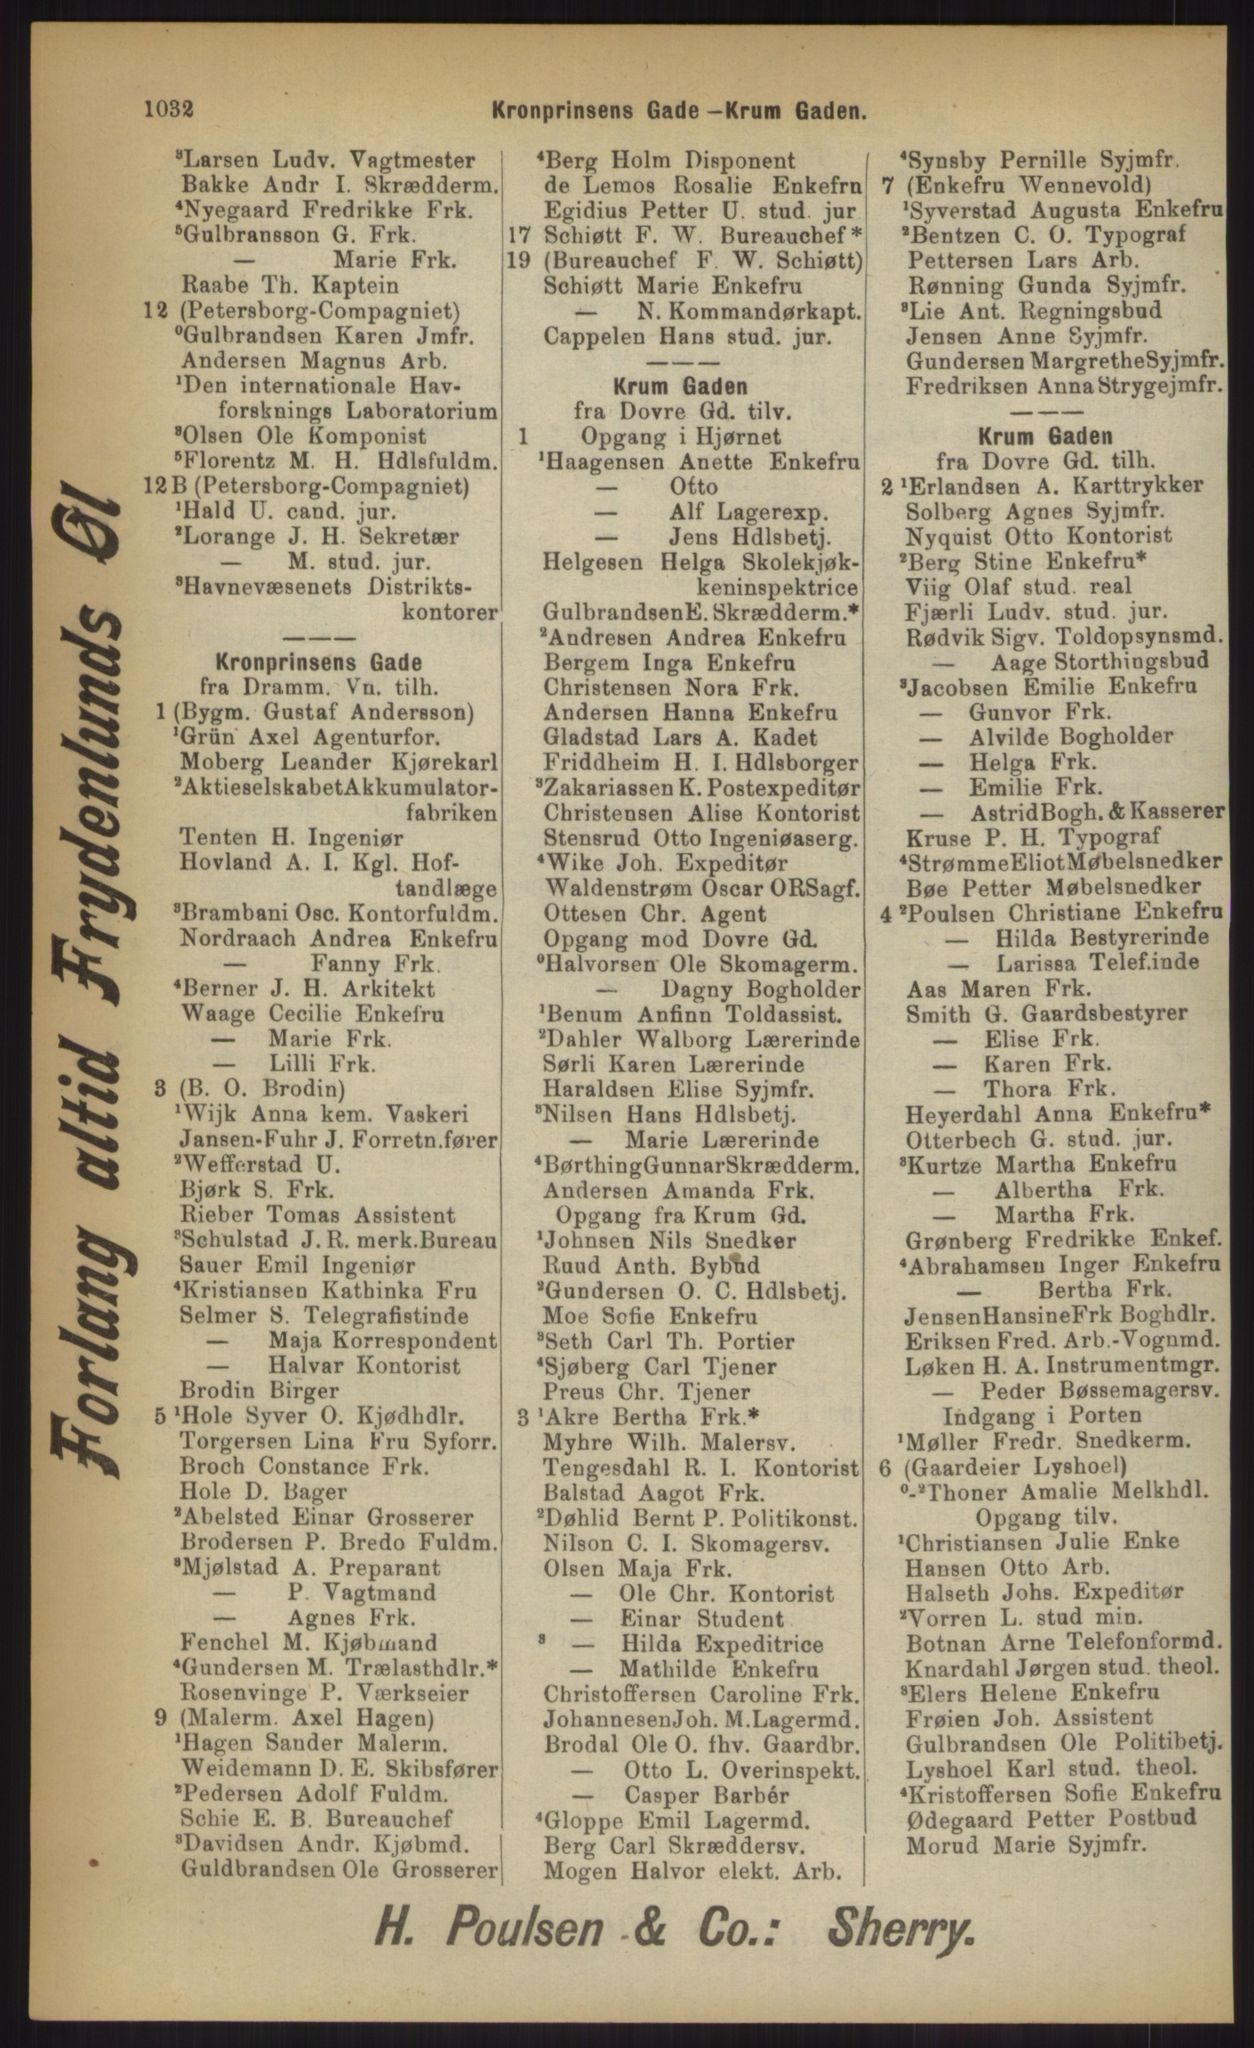 1032
Kronprinsens Gade —Krum Gaden.
³Larsen Ludv. Vagtmester
Bakke Andr I. Skrædderm.
⁴Nyegaard Fredrikke Frk.
⁵Gulbransson G. Frk.
— Marie Frk.
Raabe Th. Kaptein
12 (Petersborg-Compagniet)
⁰Gulbrandsen Karen Jmfr.
Andersen Magnus Arb.
¹Den internationale Hav-
forsknings Laboratorium
³Olsen Ole Komponist
⁵Florentz M. H. Hdlsfuldm.
12B (Petersborg-Compagniet)
¹Hald U. cand. jur.
²Lorange J. H. Sekretær
— M. stud. jur.
³Havnevæsenets Distrikts-
kontorer
———
Kronprinsens Gade
fra Dramm. Vn. tilh.
1 (Bygm. Gustaf Andersson)
¹Grün Axel Agenturfor.
Moberg Leander Kjørekarl
²AktieselskabetAkkumulator-
fabriken
Tenten H. Ingeniør
Hovland A. I. Kgl. Hof-
tandlæge
³Brambani Osc. Kontorfuldm.
Nordraach Andrea Enkefru
— Fanny Frk.
⁴Berner J. H. Arkitekt
Waage Cecilie Enkefru
— Marie Frk.
— Lilli Frk.
3 (B. O. Brodin)
¹Wijk Anna kem. Vaskeri
Jansen-Fuhr J. Forretn.fører
²Wefferstad U.
Bjørk S. Frk.
Rieber Tomas Assistent
³Schulstad J. R. merk.Bureau
Sauer Emil Ingeniør
⁴Kristiansen Kathinka Fru
Selmer S. Telegrafistinde
— Maja Korrespondent
— Halvar Kontorist
Brodin Birger
5 ¹Hole Syver O. Kjødhdlr.
Torgersen Lina Fru Syforr.
Broch Constance Frk.
Hole D. Bager
²Abelsted Einar Grosserer
Brodersen P. Bredo Fuldm.
³Mjølstad A. Preparant
— P. Vagtmand
— Agnes Frk.
Fenchel M. Kjøbmand
⁴Gundersen M. Trælasthdlr.*
Rosenvinge P. Værkseier
9 (Malerm. Axel Hagen)
¹Hagen Sander Malerm.
Weidemann D. E. Skibsfører
²Pedersen Adolf Fuldm.
Schie E. B. Bureauchef
³Davidsen Andr. Kjøbmd.
Guldbrandsen Ole Grosserer
⁴Berg Holm Disponent
de Lemos Rosalie Enkefrn
Egidius Petter U. stud. jur
17 Schiøtt F. W. Bureauchef*
19 (Bureauchef F. W. Schiøtt)
Schiøtt Marie Enkefru
— N. Kommandørkapt.
Cappelen Hans stud. jur.
———
Krum Gaden
fra Dovre Gd. tilv.
1 Opgang i Hjørnet
¹Haagensen Anette Enkefru
— Otto
— Alf Lagerexp.
— Jens Hdlsbetj.
Helgesen Helga Skolekjøk-
keninspektrice
GulbrandsenE. Skrædderm.*
²Andresen Andrea Enkefru
Bergem Inga Enkefru
Christensen Nora Frk.
Andersen Hanna Enkefru
Gladstad Lars A. Kadet
Friddheim H. I. Hdlsborger
³Zakariassen K. Postexpeditør
Christensen Alise Kontorist
Stensrud Otto Ingeniøaserg.
⁴Wike Joh. Expeditør
Waldenstrøm Oscar ORSagf.
Ottesen Chr. Agent
Opgang mod Dovre Gd.
⁰Halvorsen Ole Skomagerm.
— Dagny Bogholder
¹Benum Anfinn Toldassist.
²Dahler Walborg Lærerinde
Sørli Karen Lærerinde
Haraldsen Elise Syjmfr.
³Nilsen Hans Hdlsbetj.
— Marie Lærerinde
⁴BørthingGunnarSkrædderm.
Andersen Amanda Frk.
Opgang fra Krum Gd.
¹Johnsen Nils Snedker
Ruud Anth. Bybud
²Gundersen O. C. Hdlsbetj.
Moe Sofie Enkefru
³Seth Carl Th. Portier
⁴Sjøberg Carl Tjener
Preus Chr. Tjener
3 ¹Akre Bertha Frk.*
Myhre Wilh. Malersv.
Tengesdahl R. I. Kontorist
Balstad Aagot Frk.
²Døhlid Bernt P. Politikonst.
Nilson C. I. Skomagersv.
Olsen Maja Frk.
— Ole Chr. Kontorist
— Einar Student
³ — Hilda Expeditrice
— Mathilde Enkefru
Christoffersen Caroline Frk.
JohannesenJoh. M.Lagermd.
Brodal Ole O. fhv. Gaardbr.
— Otto L. Overinspekt.
— Casper Barbér
⁴Gloppe Emil Lagermd.
Berg Carl Skræddersv.
Mogen Halvor elekt. Arb.
⁴Synsby Pernille Syjmfr.
7 (Enkefru Wennevold)
¹Syverstad Augusta Enkefru
²Bentzen C. O. Typograf
Pettersen Lars Arb.
Rønning Gunda Syjmfr.
³Lie Ant. Regningsbud
Jensen Anne Syjmfr.
Gundersen MargretheSyjmfr.
Fredriksen Anna Strygejmfr.
———
Krum Gaden
fra Dovre Gd. tilh.
2 ¹Erlandsen A. Karttrykker
Solberg Agnes Syjmfr.
Nyquist Otto Kontorist
²Berg Stine Enkefru*
Viig Olaf stud. real
Fjærli Ludv. stud. jur.
Rødvik Sigv. Toldopsynsmd.
— Aage Storthingsbud
³Jacobsen Emilie Enkefru
— Gunvor Frk.
— Alvilde Bogholder
— Helga Frk.
— Emilie Frk.
— AstridBogh. & Kasserer
Kruse P. H. Typograf
⁴StrømmeEliotMøbelsnedker
Bøe Petter Møbelsnedker
4 ²Poulsen Christiane Enkefru
— Hilda Bestyrerinde
— Larissa Telef.inde
Aas Maren Frk.
Smith G. Gaardsbestyrer
— Elise Frk.
— Karen Frk.
— Thora Frk.
Heyerdahl Anna Enkefru*
Otterbech G. stud. jur.
³Kurtze Martha Enkefru
— Albertha Frk.
— Martha Frk.
Grønberg Fredrikke Enkef.
⁴Abrahamsen Inger Enkefru
— Bertha Frk.
JensenHansineFrk Boghdlr.
Eriksen Fred. Arb.-Vognmd.
Løken H. A. Instrumentmgr.
— Peder Bøssemagersv.
Indgang i Porten
¹Møller Fredr. Snedkerm.
6 (Gaardeier Lyshoel)
⁰-²Thoner Amalie Melkhdl.
Opgang tilv.
¹Christiansen Julie Enke
Hansen Otto Arb.
Halseth Johs. Expeditør
²Vorren L. stud min.
Botnan Arne Telefonformd.
Knardahl Jørgen stud. theol.
³Elers Helene Enkefru
Frøien Joh. Assistent
Gulbrandsen Ole Politibetj.
Lyshoel Karl stud. theol.
⁴Kristoffersen Sofie Enkefru
Ødegaard Petter Postbud
Morud Marie Syjmfr.
Forlang altid Frydenlunds Øl
H. Poulsen & Co.: Sherry.